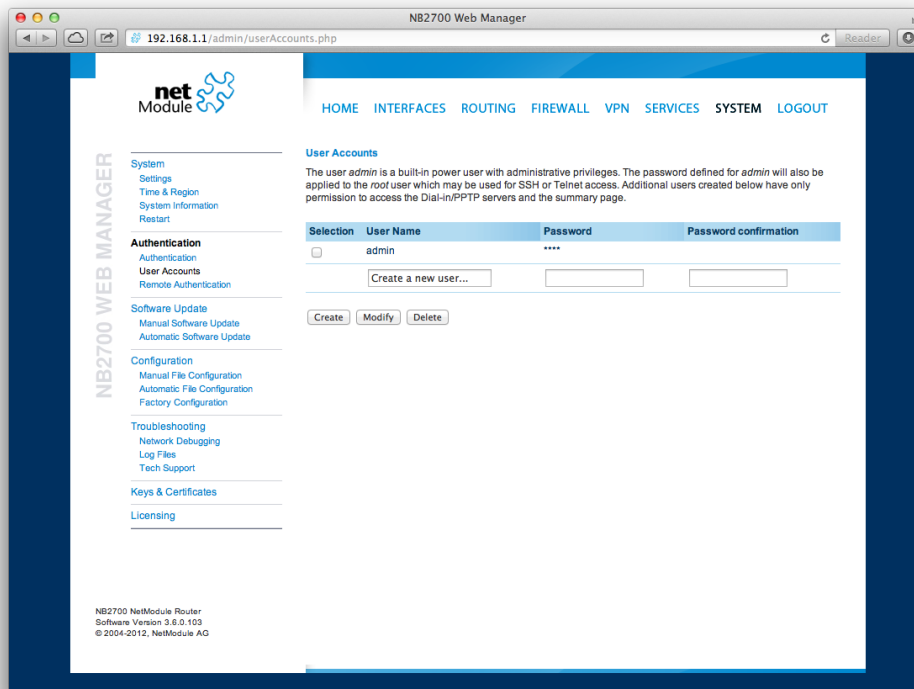 NB2700 Web Manager
192.168.1.1/admin/userAccounts.php
Reader
net
Module
HOME INTERFACES ROUTING FIREWALL VPN SERVICES SYSTEM LOGOUT
NB2700 WEB MANAGER
System
Settings
Time & Region
System Information
Restart
Authentication
Authentication
User Accounts
Remote Authentication
Software Update
Manual Software Update
Automatic Software Update
Configuration
Manual File Configuration
Automatic File Configuration
Factory Configuration
Troubleshooting
Network Debugging
Log Files
Tech Support
Keys & Certificates
Licensing
User Accounts
The user admin is a built-in power user with administrative privileges. The password defined for admin will also be
applied to the root user which may be used for SSH or Telnet access. Additional users created below have only
permission to access the Dial-in/PPTP servers and the summary page.
Selection User Name Password Password confirmation
admin ****
Create a new user...
Create Modify Delete
NB2700 NetModule Router
Software Version 3.6.0.103
© 2004-2012, NetModule AG